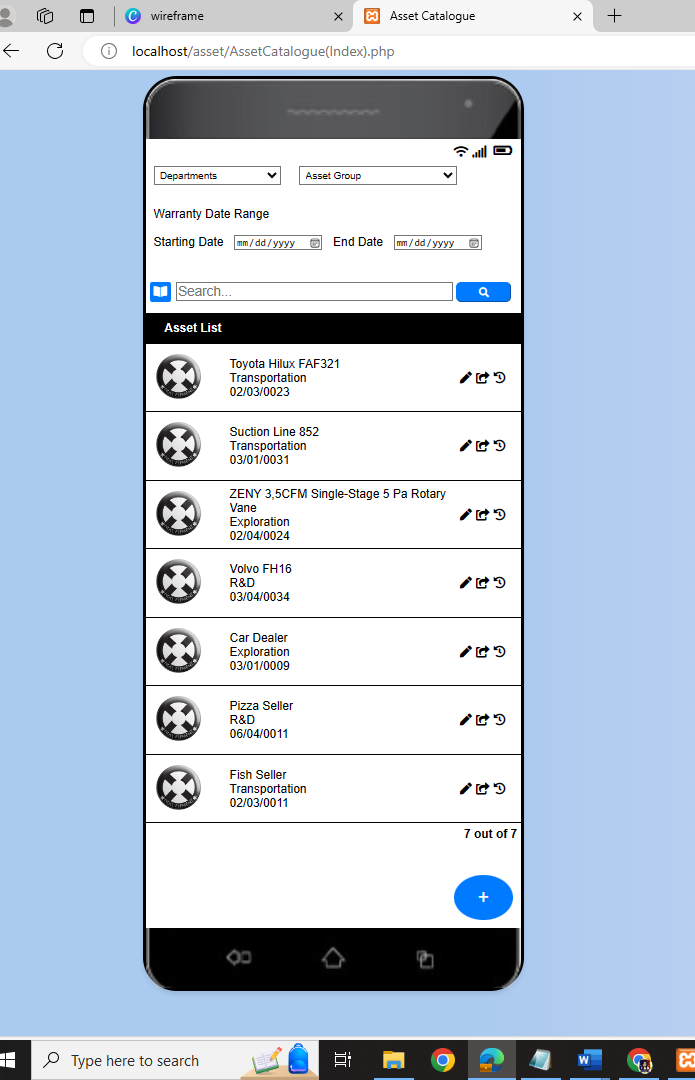 wireframe
Asset Catalogue
localhost/asset/AssetCatalogue(Index).php
Departments
Asset Group
Warranty Date Range
Starting Date
mm/dd/yyyy
End Date
mm/dd/yyyy
Search...
Asset List
Toyota Hilux FAF321
Transportation
02/03/0023
Suction Line 852
Transportation
03/01/0031
ZENY 3,5CFM Single-Stage 5 Pa Rotary
Vane
Exploration
02/04/0024
Volvo FH16
R&D
03/04/0034
Car Dealer
Exploration
03/01/0009
Pizza Seller
R&D
06/04/0011
Fish Seller
Transportation
02/03/0011
7 out of 7
+
Type here to search